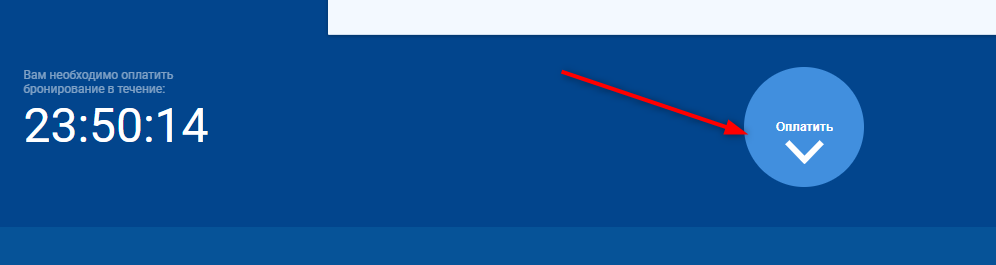 Вам необходимо оплатить
бронирование в течение:
23:50:14
Оплатить